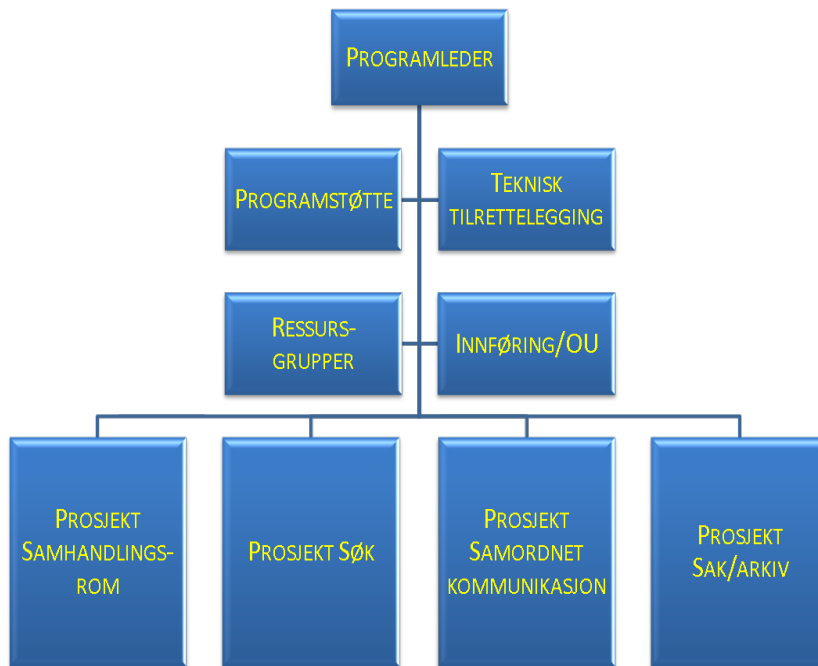 PROGRAMLEDER
PROGRAMSTØTTE
TEKNISK
TILRETTELEGGING
RESSURS-
GRUPPER
INNFØRING/OU
PROSJEKT
SAMHANDLINGS-
ROM
PROSJEKT SØK
PROSJEKT
SAMORDNET
KOMMUNIKASJON
PROSJEKT
SAK/ARKIV